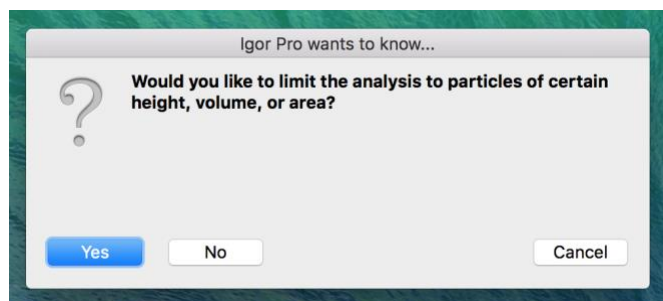 Igor Pro wants to know...
Would you like to limit the analysis to particles of certain
height, volume, or area?
Yes No Cancel